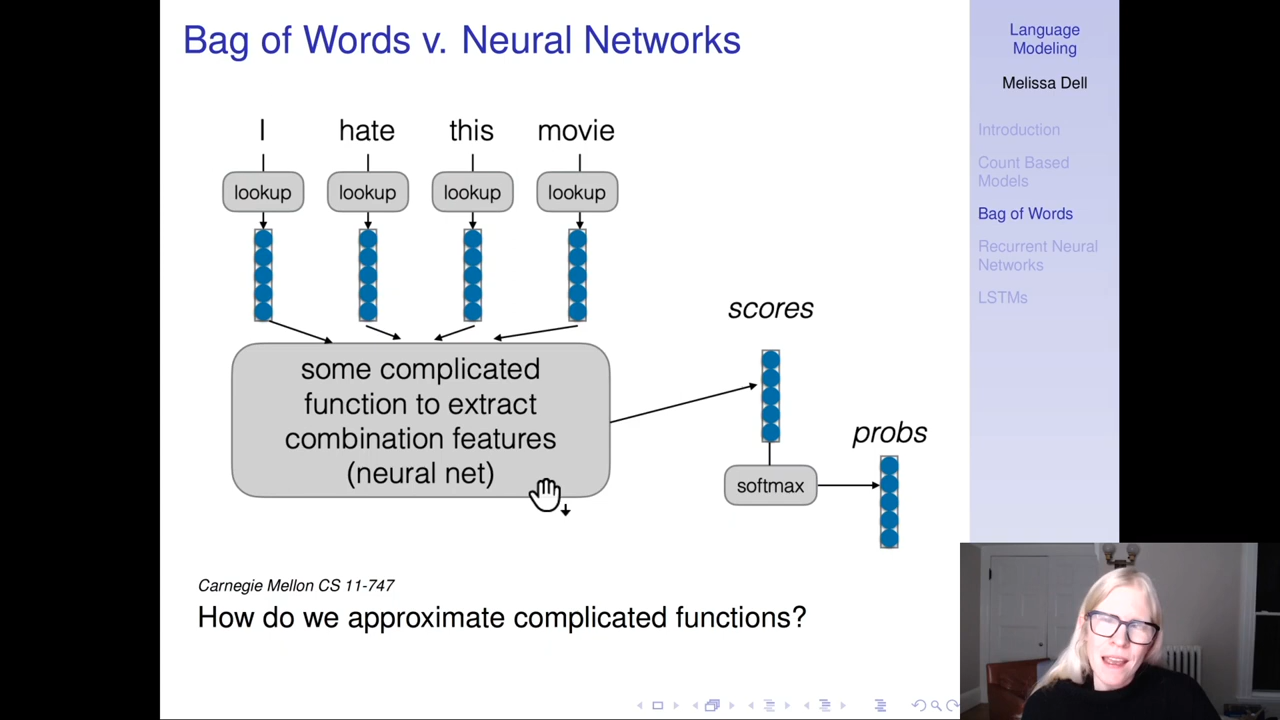 Bag of Words v. Neural Networks
I hate this movie
lookup lookup lookup lookup
some complicated
function to extract
combination features
(neural net)
scores
softmax
probs
Carnegie Mellon CS 11-747
How do we approximate complicated functions?
Language
Modeling
Melissa Dell
Introduction
Count Based
Models
Bag of Words
Recurrent Neural
Networks
LSTMs